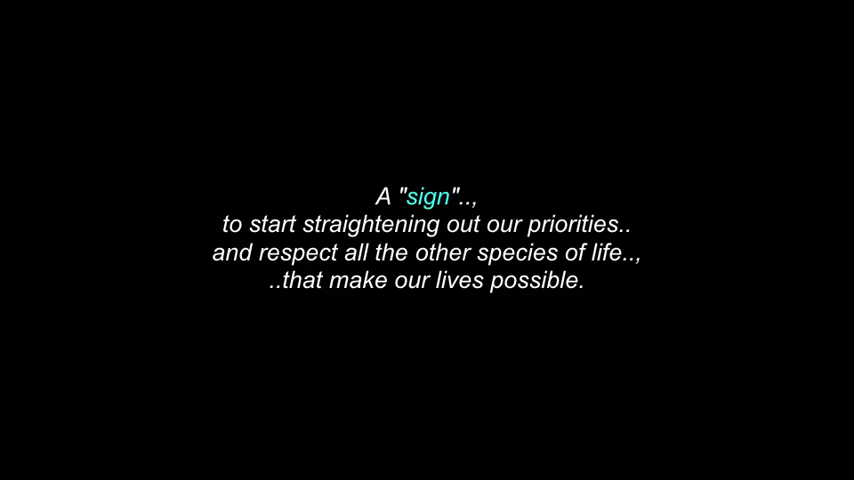 A "sign"..,
to start straightening out our priorities..
and respect all the other species of life..,
..that make our lives possible.